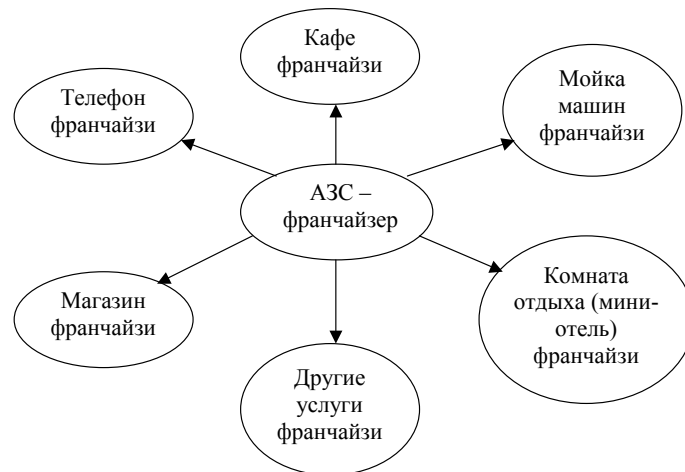 Кафе
франчайзи
Телефон
франчайзи
Мойка
машин
франчайзи
АЗС –
франчайзер
Магазин
франчайзи
Комната
отдыха (мини-
отель)
франчайзи
Другие
услуги
франчайзи